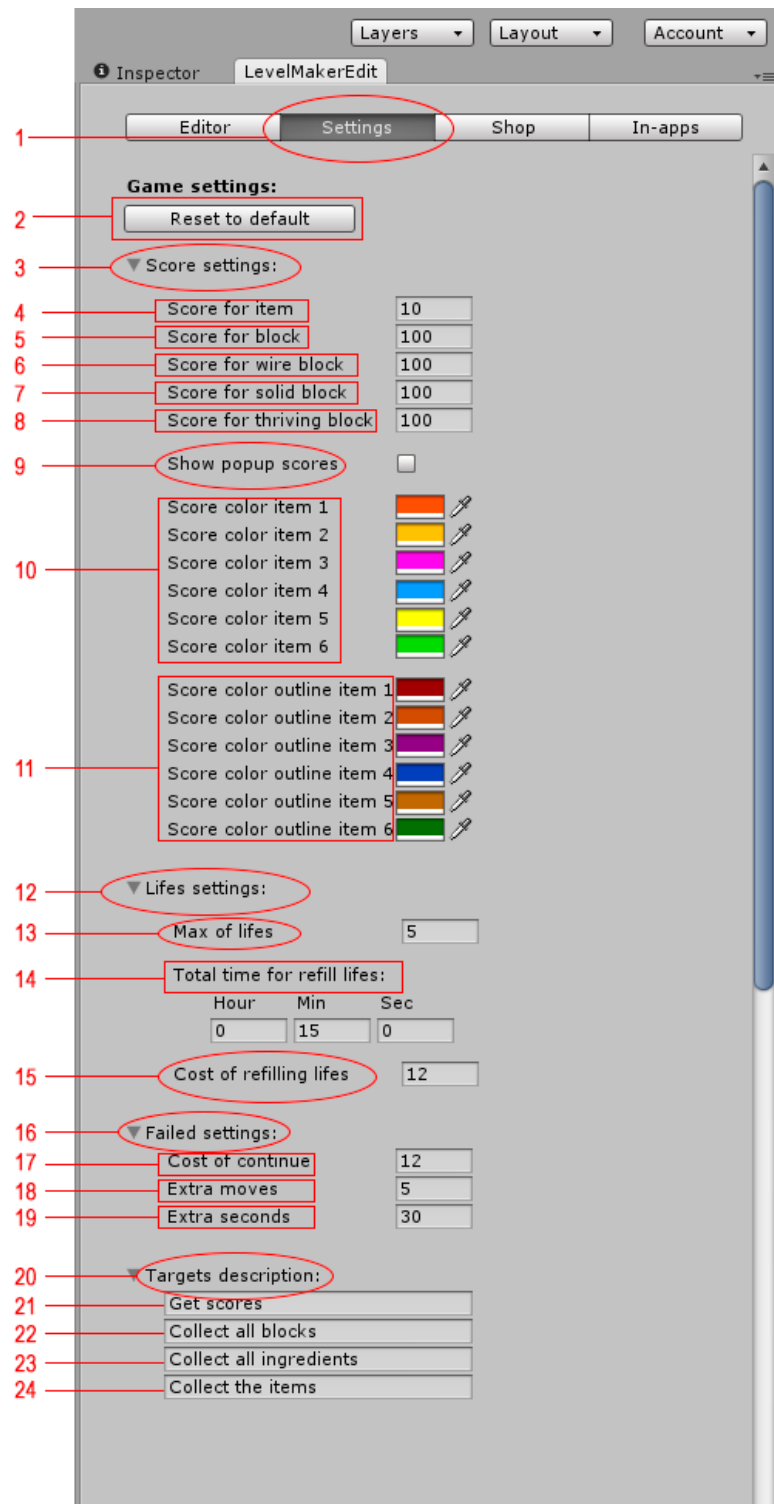 Layers Layout Account
Inspector LevelMakerEdit
1 Editor Settings Shop In-apps
Game settings:
2 Reset to default
3 Score settings:
4 Score for item 10
5 Score for block 100
6 Score for wire block 100
7 Score for solid block 100
8 Score for thriving block 100
9 Show popup scores
Score color item 1
Score color item 2
10 Score color item 3
Score color item 4
Score color item 5
Score color item 6
Score color outline item 1
Score color outline item 2
Score color outline item 3
11 Score color outline item 4
Score color outline item 5
Score color outline item 6
12 Lifes settings:
13 Max of lifes 5
14 Total time for refill lifes:
Hour Min Sec
0 15 0
15 Cost of refilling lifes 12
16 Failed settings:
17 Cost of continue 12
18 Extra moves 5
19 Extra seconds 30
20 Targets description:
21 Get scores
22 Collect all blocks
23 Collect all ingredients
24 Collect the items